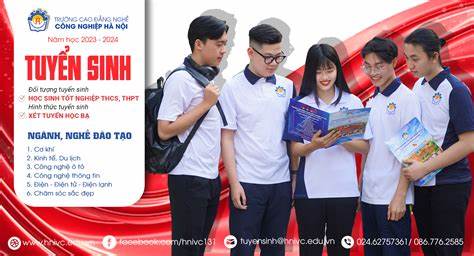 TRƯỜNG CAO ĐẲNG NGHỀ
CÔNG NGHIỆP HÀ NỘI
Năm học 2023 - 2024
TUYỂN SINH
Đối tượng tuyển sinh
HỌC SINH TỐT NGHIỆP THCS, THPT
Hình thức tuyển sinh
XÉT TUYỂN HỌC BẠ
NGÀNH, NGHỀ ĐÀO TẠO
1. Cơ khí
2. Kinh tế, Du lịch
3. Công nghệ ô tô
4. Công nghệ thông tin
5. Điện - Điện tử - Điện lạnh
6. Chăm sóc sắc đẹp
www.hnivc.edu.vn
facebook.com/hnivc131
tuyensinh@hnivc.edu.vn
024.62757361/ 086.776.2585